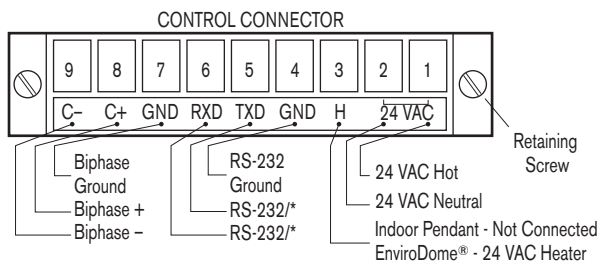 CONTROL CONNECTOR
9 8 7 6 5 4 3 2 1
C– C+ GND RXD TXD GND H 24 VAC
Retaining
Screw
Biphase
Ground
Biphase +
Biphase –
RS-232
Ground
RS-232/*
RS-232/*
24 VAC Hot
24 VAC Neutral
Indoor Pendant - Not Connected
EnviroDome® - 24 VAC Heater